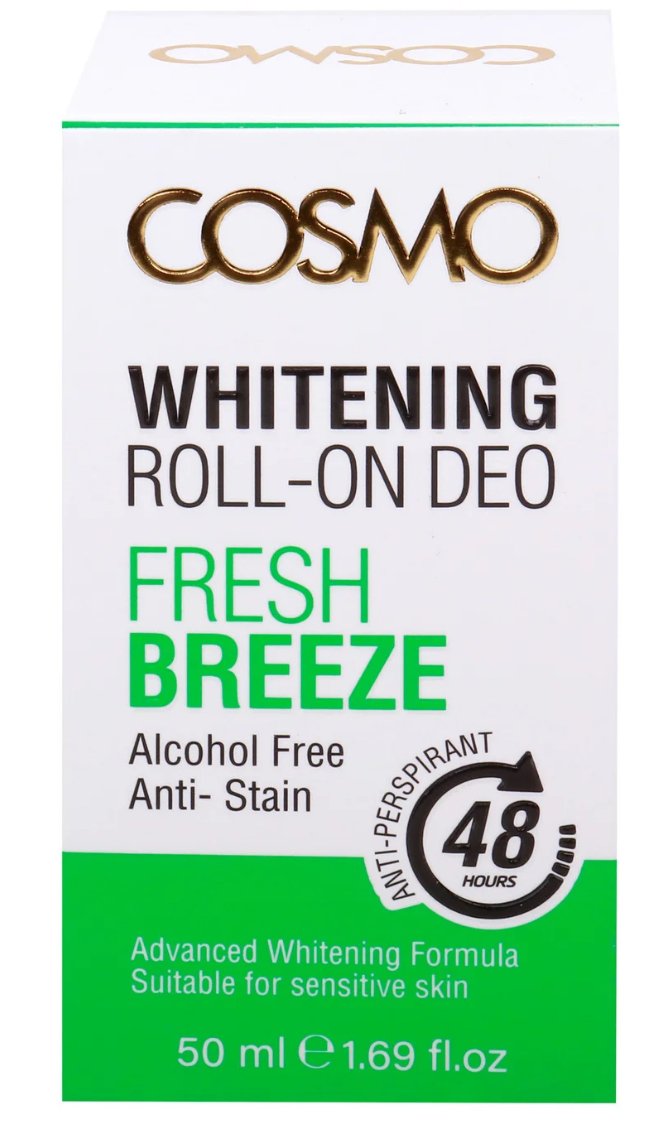 COSMO
COSMO
WHITENING
ROLL-ON DEO
FRESH
BREEZE
Alcohol Free
Anti- Stain
ANTI-PERSPIRANT
48
HOURS
Advanced Whitening Formula
Suitable for sensitive skin
50 ml ℮ 1.69 fl.oz